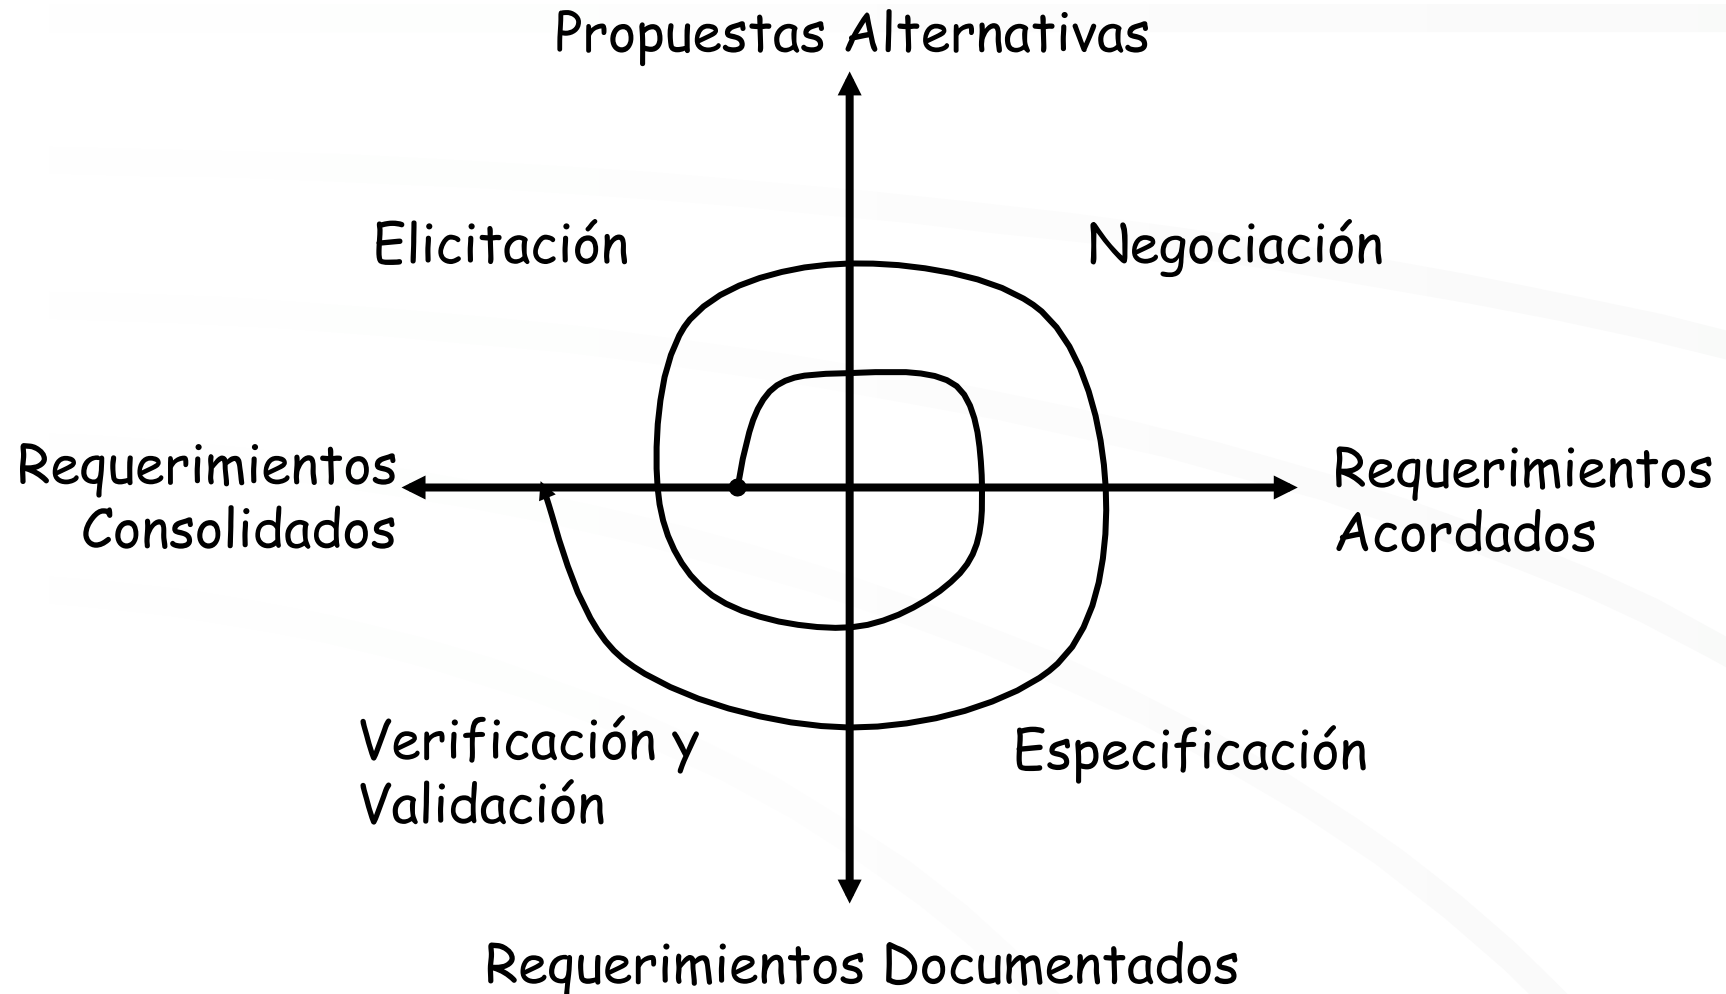 Propuestas Alternativas
Elicitación
Negociación
Requerimientos
Consolidados
Requerimientos
Acordados
Verificación y
Validación
Especificación
Requerimientos Documentados